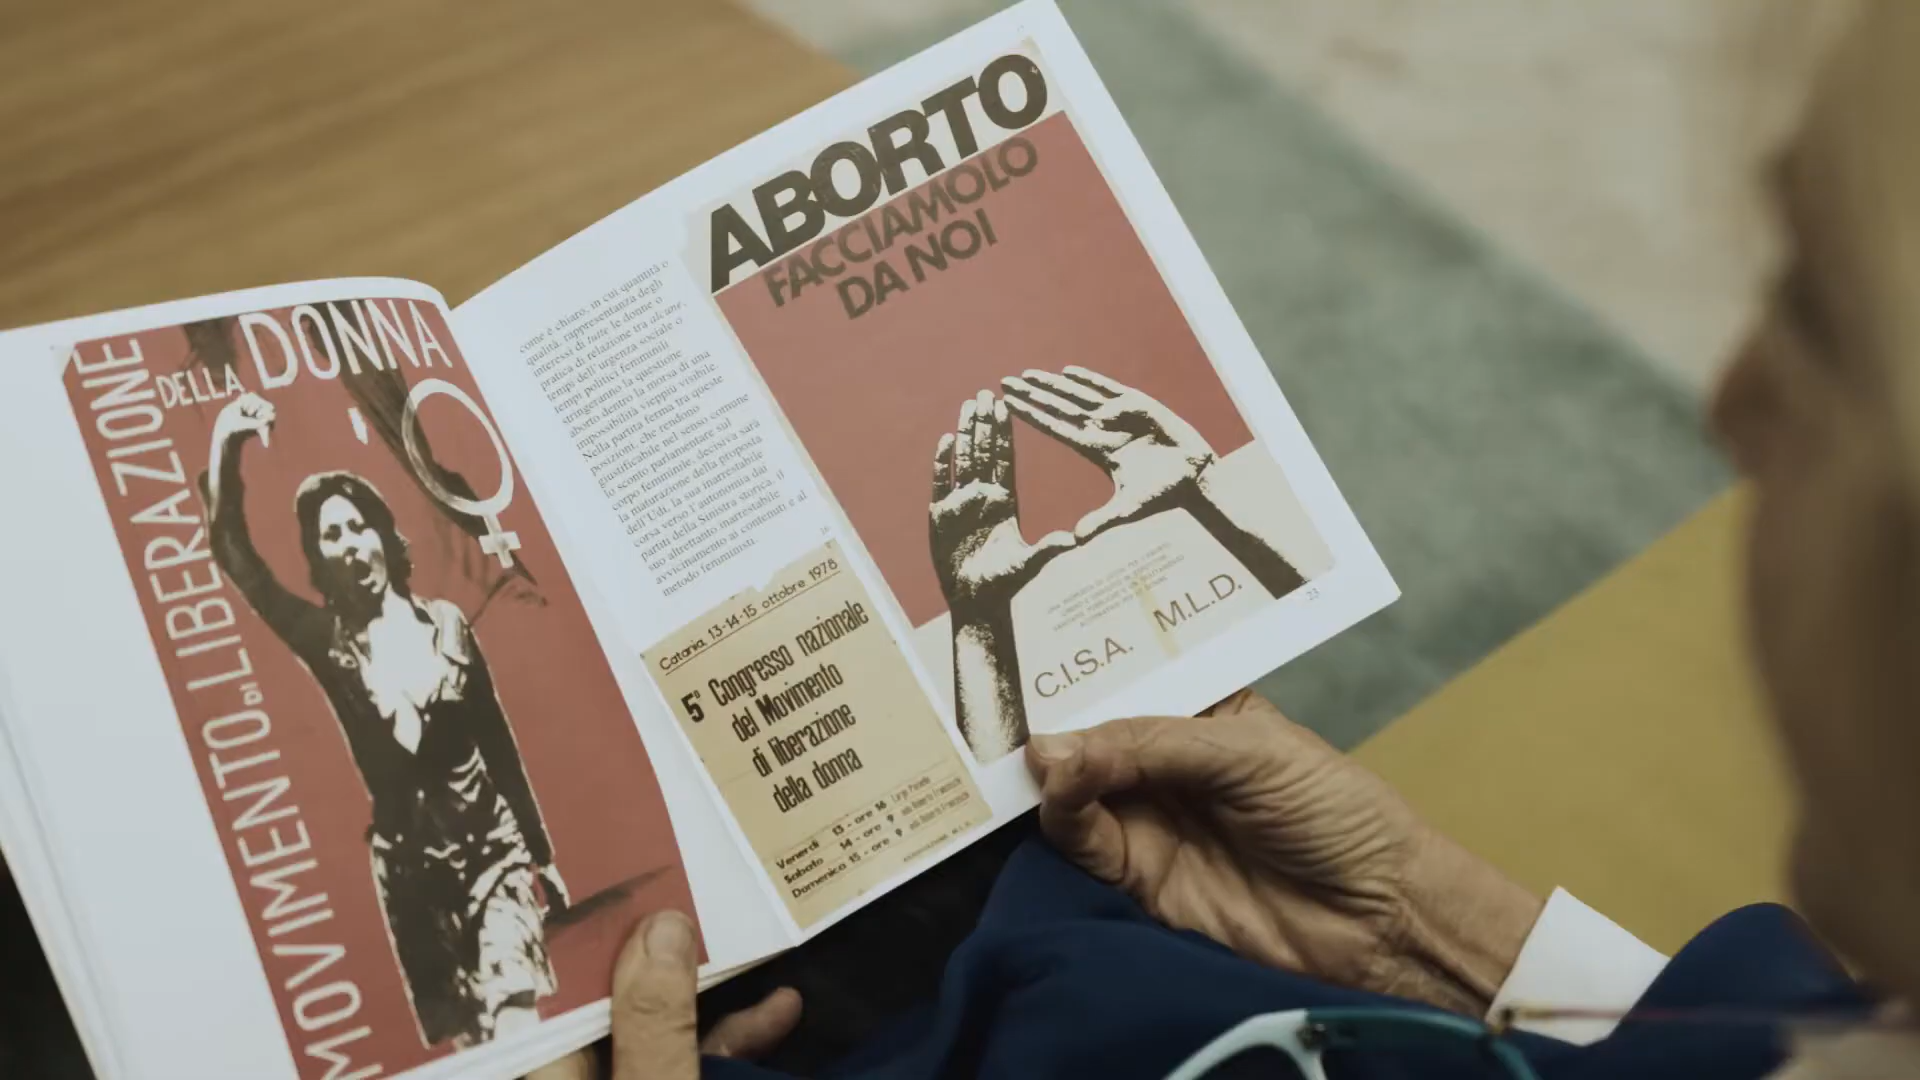 MOVIMENTO DI LIBERAZIONE
DELLA DONNA
come è chiaro, in cui quantità o
qualità, rappresentanza degli
interessi di tutte le donne o
pratica di relazione tra alcune,
tempi dell'urgenza sociale o
tempi politici femminili
stringeranno la questione
aborto dentro la morsa di una
impossibilità vieppiù visibile.
Nella partita ferma tra queste
posizioni, che rendono
giustificabile nel senso comune
lo sconto parlamentare sul
corpo femminile, decisiva sarà
la maturazione della proposta
dell'Udi, la sua inarrestabile
corsa verso l'autonomia dai
partiti della Sinistra storica, il
suo altrettanto inarrestabile
avvicinamento ai contenuti e al
metodo femministi.
Catania, 13-14-15 ottobre 1978
5° Congresso nazionale
del Movimento
di liberazione
della donna
Venerdì 13 - ore 16
Sabato 14 - ore 9
Domenica 15 - ore 9
ABORTO
FACCIAMOLO
DA NOI
C.I.S.A. M.L.D.
23